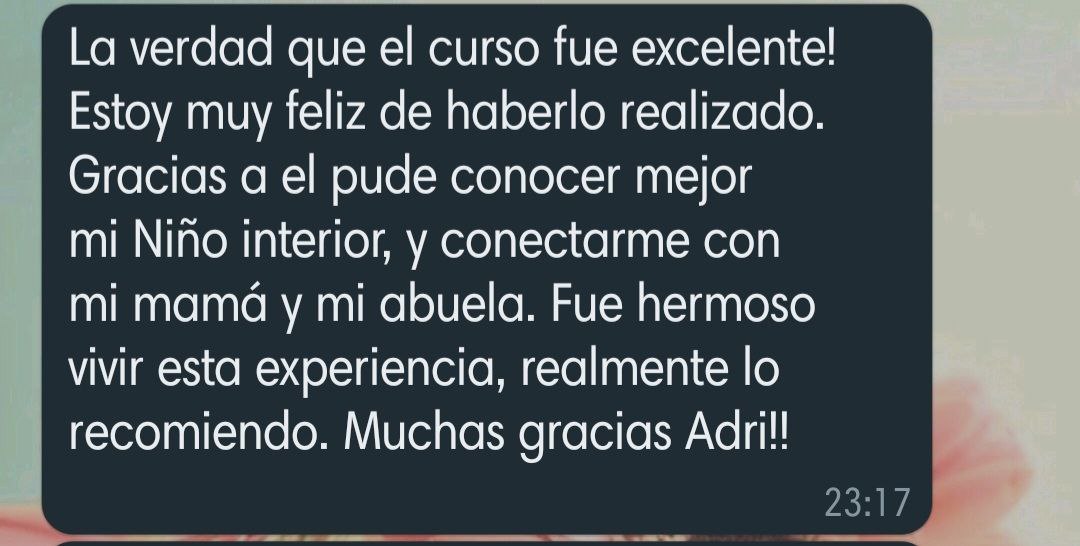 La verdad que el curso fue excelente!
Estoy muy feliz de haberlo realizado.
Gracias a el pude conocer mejor
mi Niño interior, y conectarme con
mi mamá y mi abuela. Fue hermoso
vivir esta experiencia, realmente lo
recomiendo. Muchas gracias Adri!!
23:17